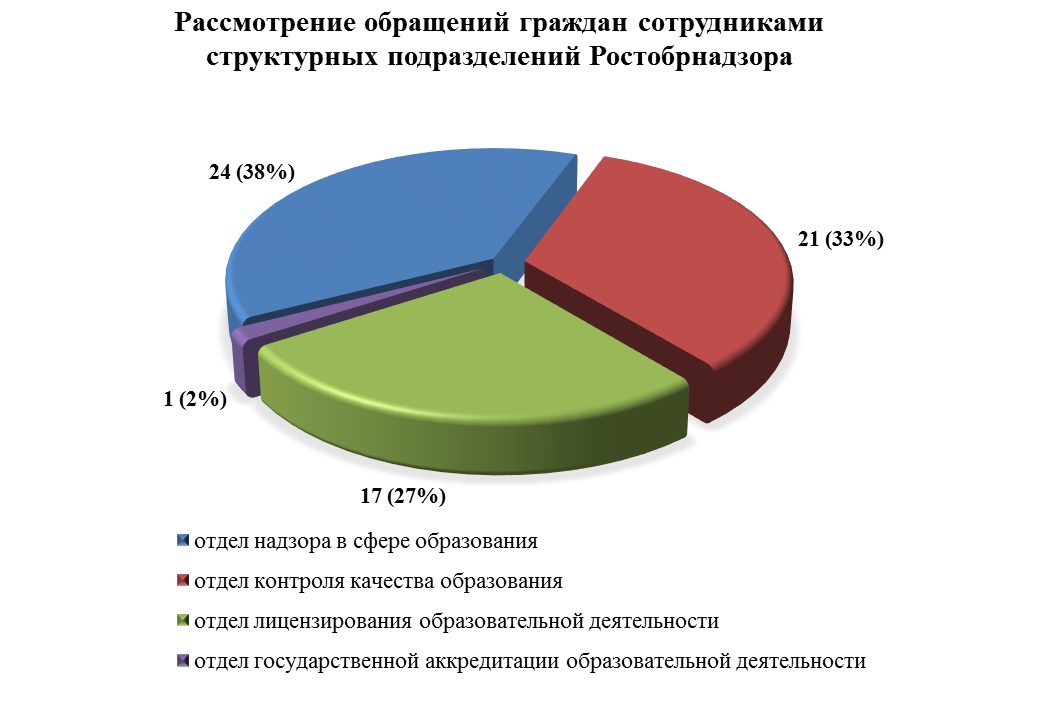 Рассмотрение обращений граждан сотрудниками
структурных подразделений Ростобрнадзора
24 (38%)
21 (33%)
1 (2%)
17 (27%)
отдел надзора в сфере образования
отдел контроля качества образования
отдел лицензирования образовательной деятельности
отдел государственной аккредитации образовательной деятельности